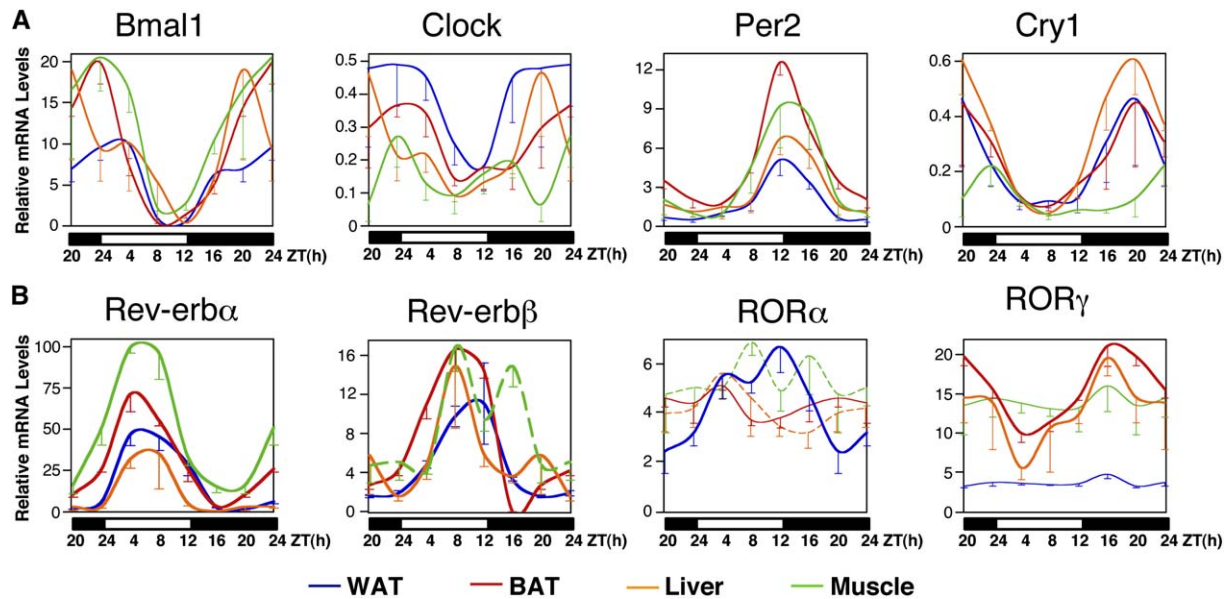 A
Bmal1 Clock Per2 Cry1
Relative mRNA Levels
20
15
10
5
0
0.5
0.4
0.3
0.2
0.1
0
12
9
6
3
0
0.6
0.4
0.2
0
20 24 4 8 12 16 20 24 ZT(h)
20 24 4 8 12 16 20 24 ZT(h)
20 24 4 8 12 16 20 24 ZT(h)
20 24 4 8 12 16 20 24 ZT(h)
B
Rev-erbα Rev-erbβ RORα RORγ
Relative mRNA Levels
100
75
50
25
0
16
12
8
4
0
6
4
2
0
20
15
10
5
0
20 24 4 8 12 16 20 24 ZT(h)
20 24 4 8 12 16 20 24 ZT(h)
20 24 4 8 12 16 20 24 ZT(h)
20 24 4 8 12 16 20 24 ZT(h)
WAT BAT Liver Muscle